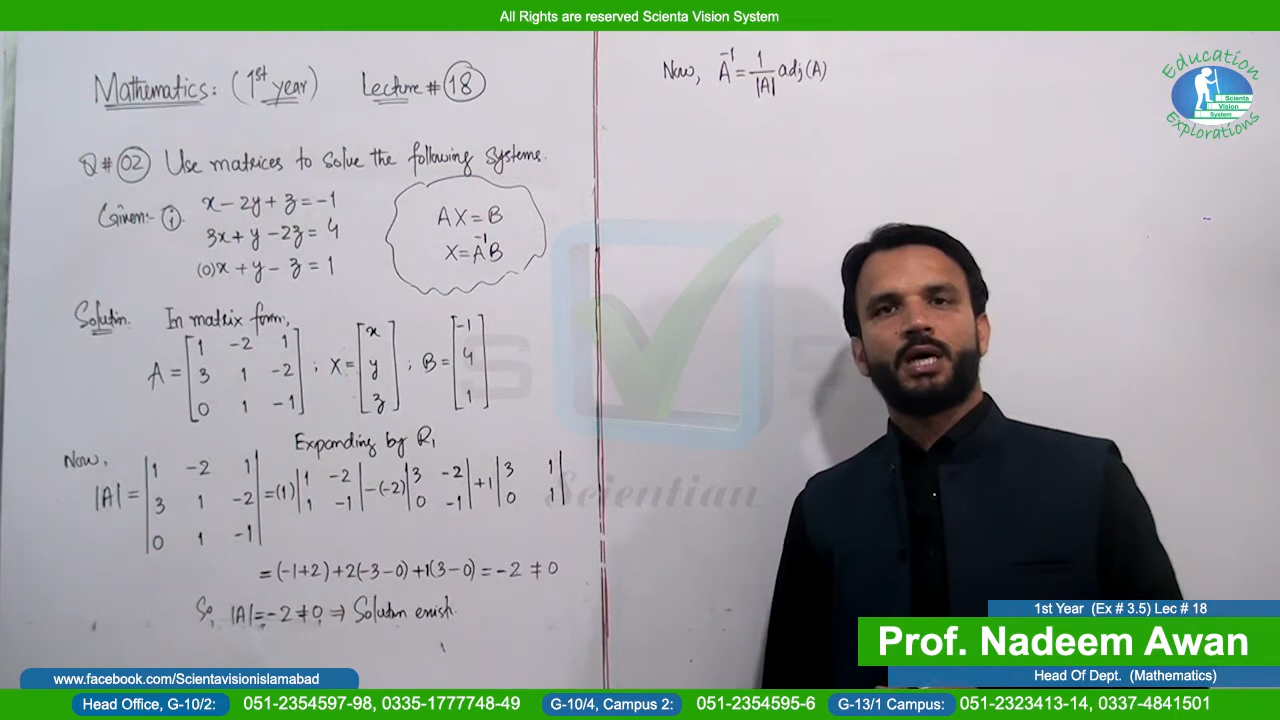 All Rights are reserved Scienta Vision System
Mathematics: (1st year) Lecture # 18
Q # 02 Use matrices to solve the following systems.
Given:- i x - 2y + z = -1
3x + y - 2z = 4
(0)x + y - z = 1
AX = B
X = A⁻¹B
Solution. In matrix form,
A = [1 -2 1; 3 1 -2; 0 1 -1] ; X = [x; y; z] ; B = [-1; 4; 1]
Expanding by R₁
Now,
|A| = |1 -2 1; 3 1 -2; 0 1 -1| = (1)|1 -2; 1 -1| - (-2)|3 -2; 0 -1| + 1|3 1; 0 1|
= (-1+2) + 2(-3-0) + 1(3-0) = -2 ≠ 0
So, |A| = -2 ≠ 0 ⇒ Solution exists.
Now, A⁻¹ = 1/|A| adj(A)
Education
Scienta
Vision
System
Explorations
S S
Scientian
1st Year (Ex # 3.5) Lec # 18
Prof. Nadeem Awan
Head Of Dept. (Mathematics)
www.facebook.com/Scientavisionislamabad
Head Office, G-10/2: 051-2354597-98, 0335-1777748-49 G-10/4, Campus 2: 051-2354595-6 G-13/1 Campus: 051-2323413-14, 0337-4841501